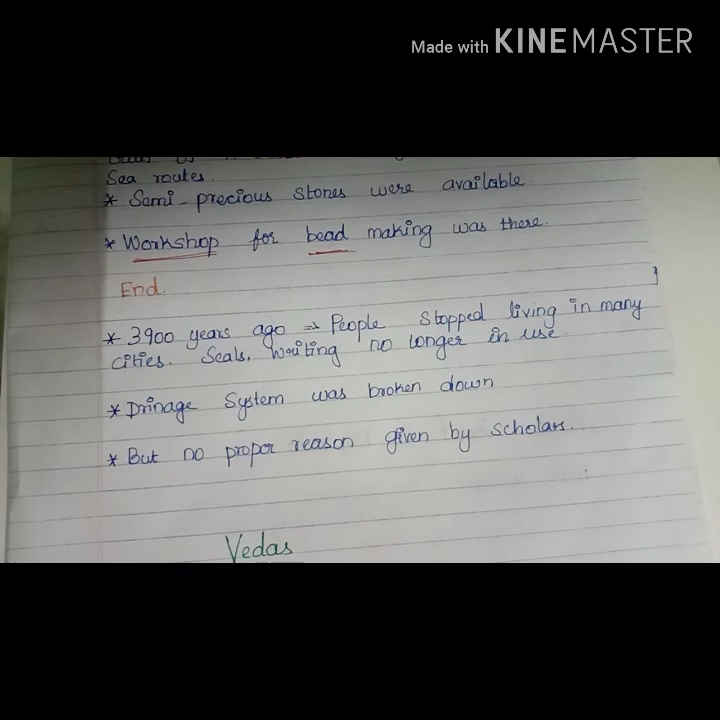 Made with KINEMASTER
Sea routes.
* Semi-precious stones were available.
* Workshop for bead making was there.
End.
* 3900 years ago ⇒ People stopped living in many
cities. Seals, writing no longer in use
* Drinage System was broken down.
* But no proper reason given by scholars.
Vedas